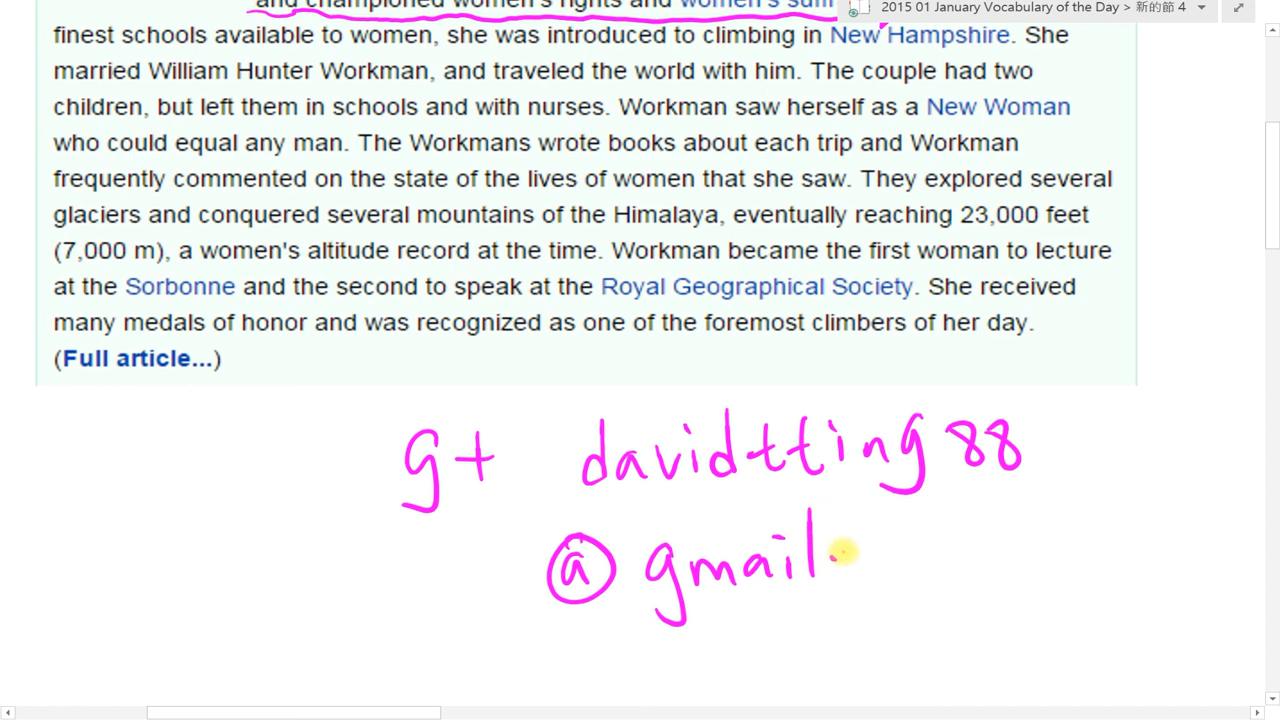 and championed women's rights and women's suff
2015 01 January Vocabulary of the Day > 新的節 4
finest schools available to women, she was introduced to climbing in New Hampshire. She
married William Hunter Workman, and traveled the world with him. The couple had two
children, but left them in schools and with nurses. Workman saw herself as a New Woman
who could equal any man. The Workmans wrote books about each trip and Workman
frequently commented on the state of the lives of women that she saw. They explored several
glaciers and conquered several mountains of the Himalaya, eventually reaching 23,000 feet
(7,000 m), a women's altitude record at the time. Workman became the first woman to lecture
at the Sorbonne and the second to speak at the Royal Geographical Society. She received
many medals of honor and was recognized as one of the foremost climbers of her day.
(Full article...)
g+ davidtting88
@ gmail.